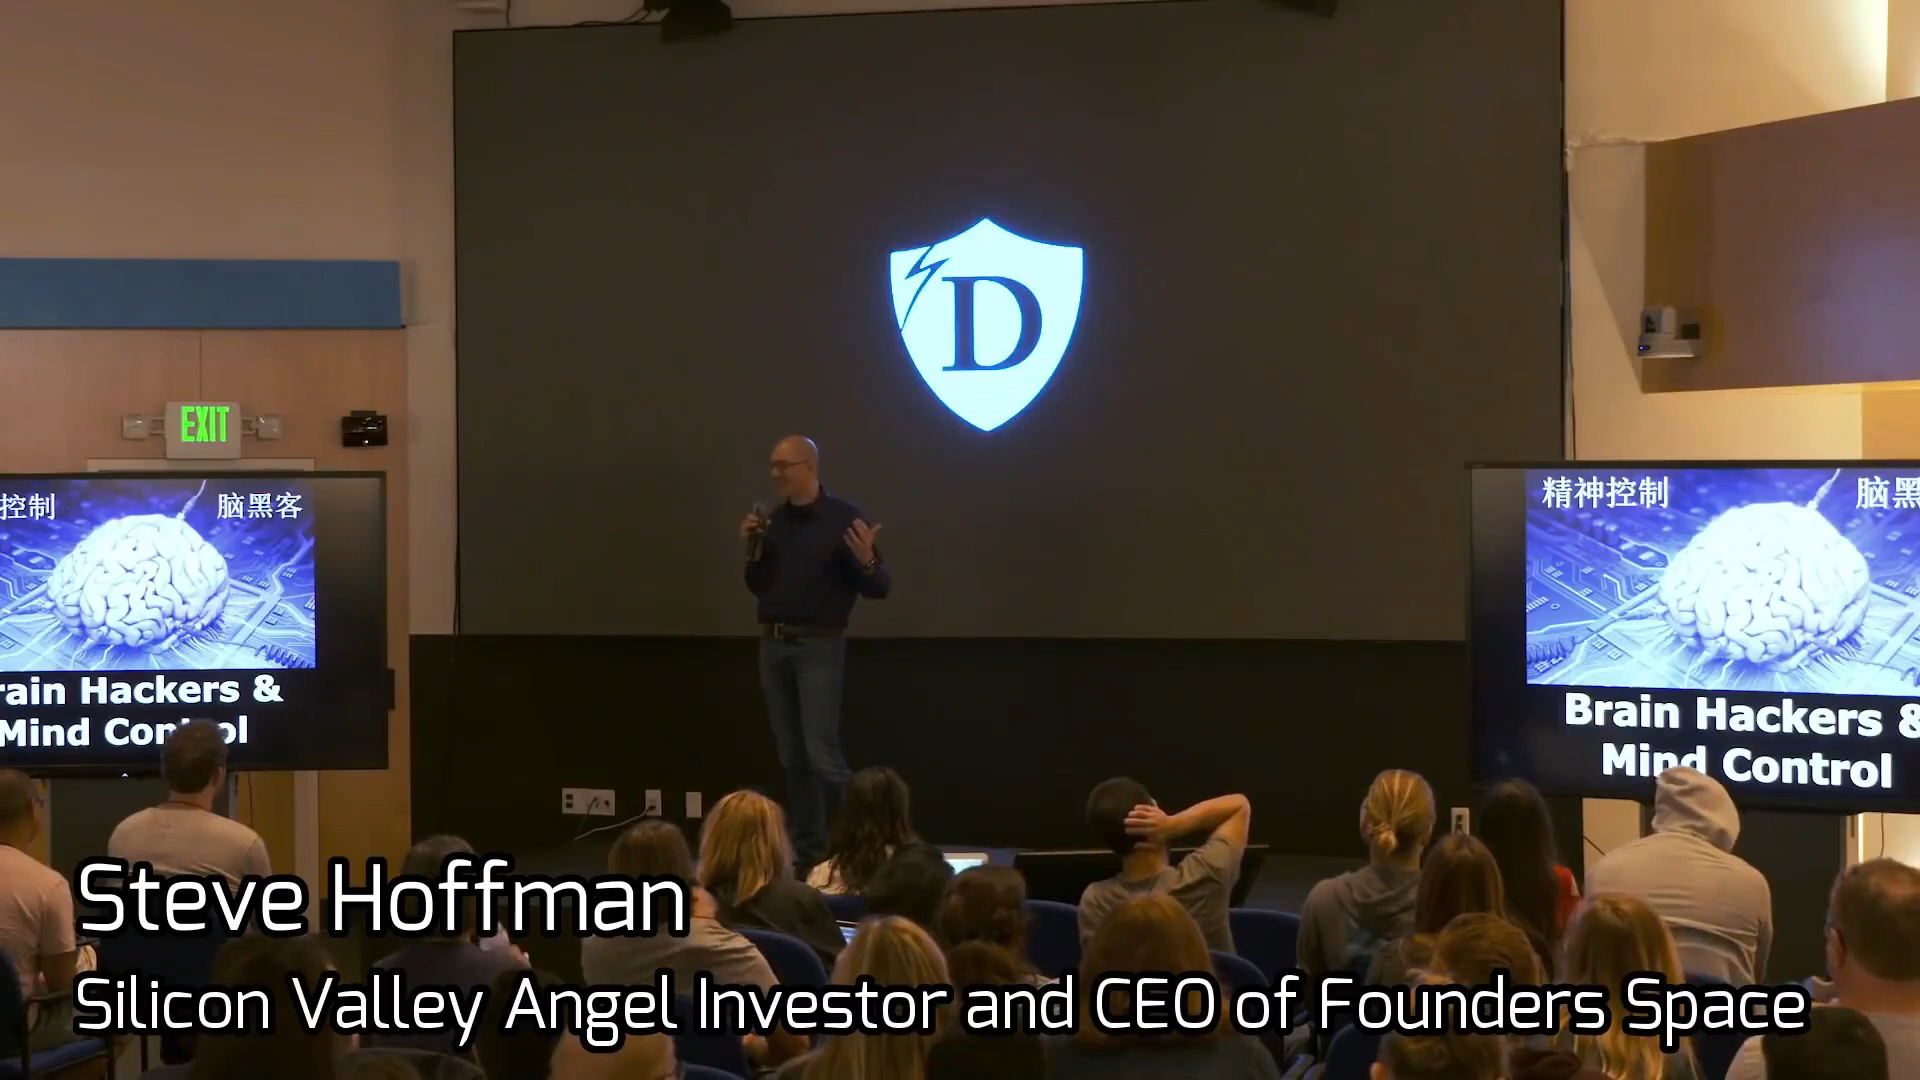 D
EXIT
控制 脑黑客
rain Hackers &
Mind Control
精神控制 脑黑
Brain Hackers &
Mind Control
Steve Hoffman
Silicon Valley Angel Investor and CEO of Founders Space